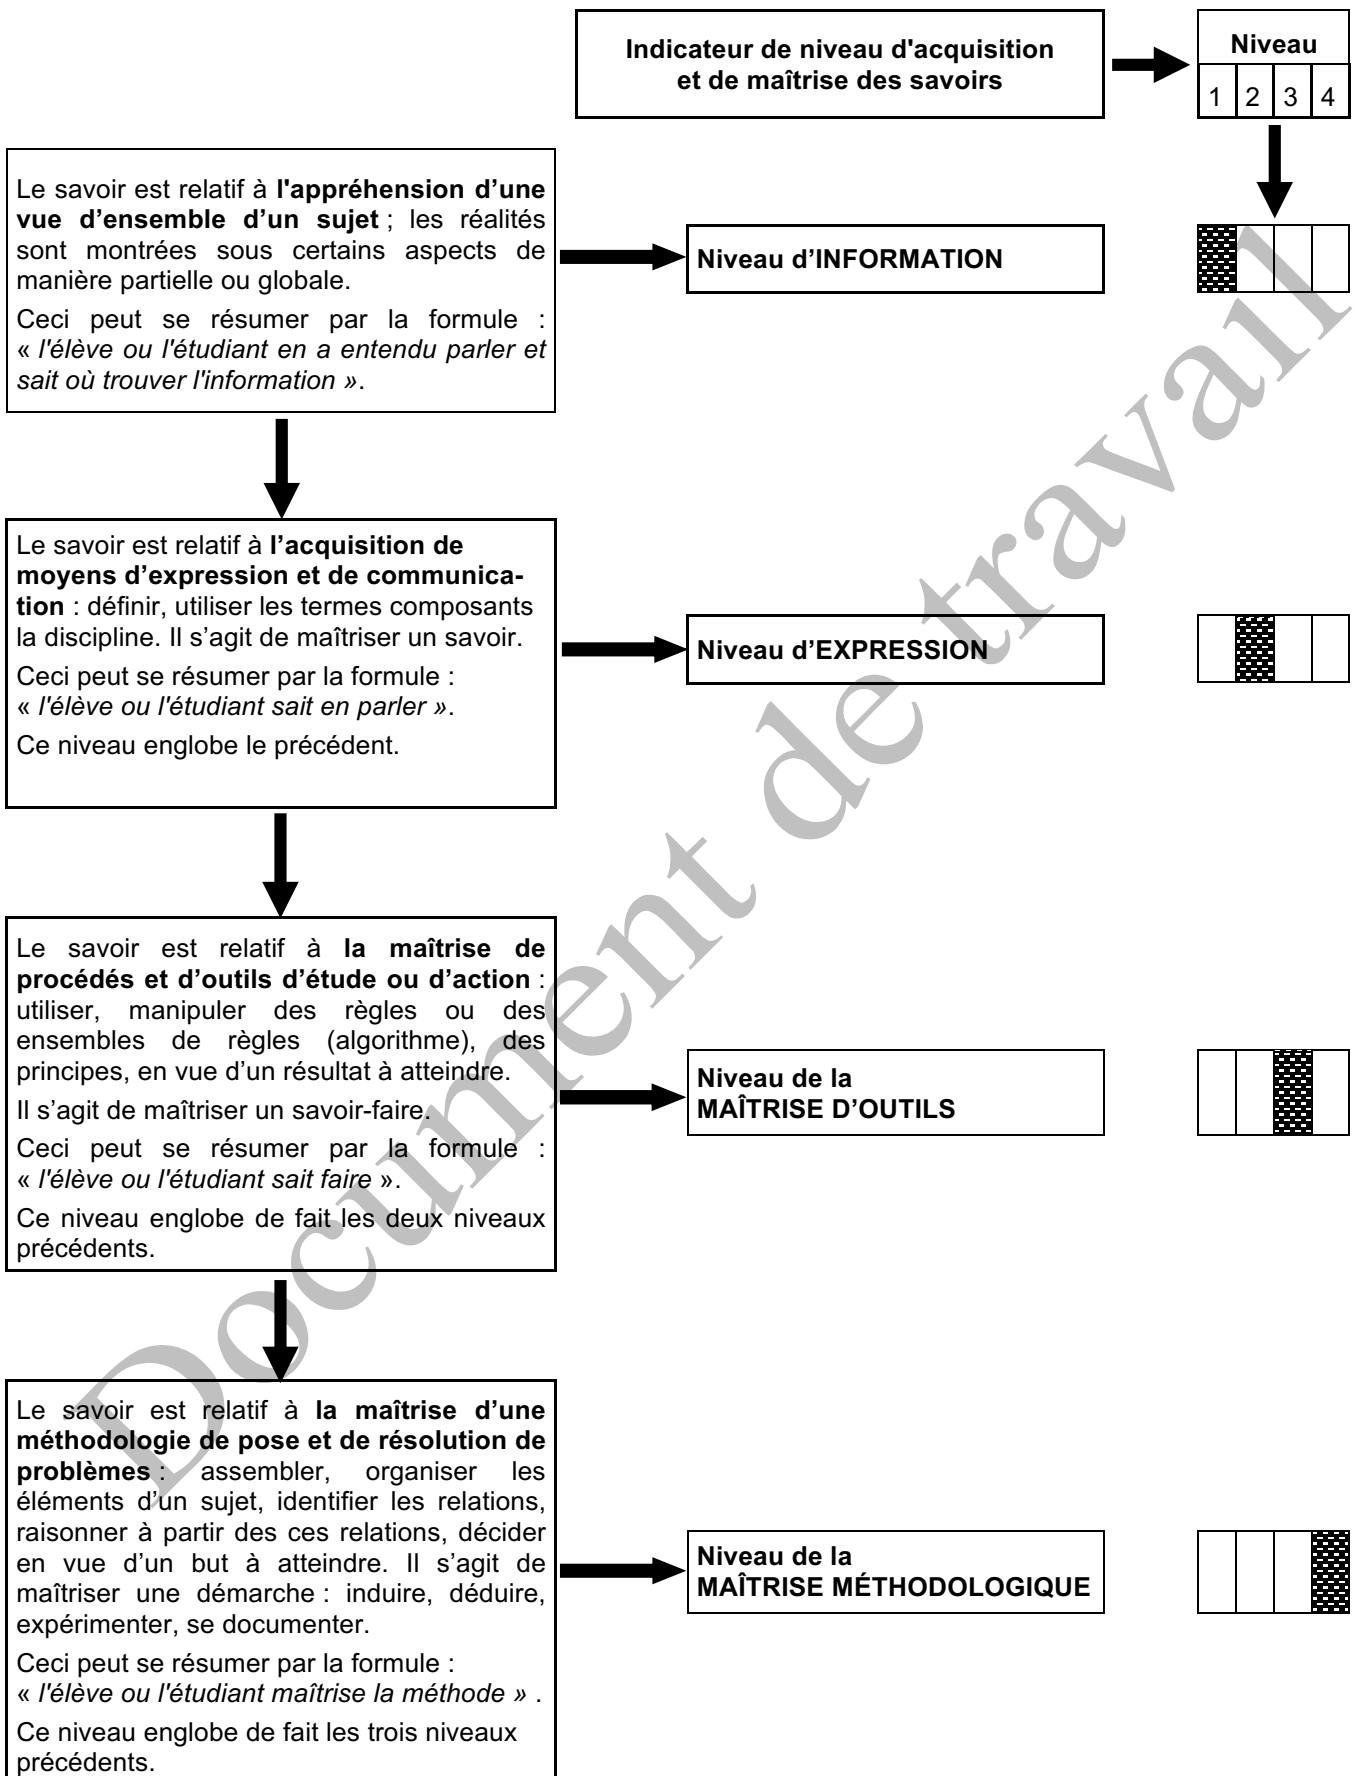 Indicateur de niveau d'acquisition
et de maîtrise des savoirs
Niveau
1 2 3 4
Le savoir est relatif à l'appréhension d’une
vue d’ensemble d’un sujet ; les réalités
sont montrées sous certains aspects de
manière partielle ou globale.
Ceci peut se résumer par la formule :
« l'élève ou l'étudiant en a entendu parler et
sait où trouver l'information ».
Niveau d’INFORMATION
Le savoir est relatif à l’acquisition de
moyens d’expression et de communica-
tion : définir, utiliser les termes composants
la discipline. Il s’agit de maîtriser un savoir.
Ceci peut se résumer par la formule :
« l'élève ou l'étudiant sait en parler ».
Ce niveau englobe le précédent.
Niveau d’EXPRESSION
Le savoir est relatif à la maîtrise de
procédés et d’outils d’étude ou d’action :
utiliser, manipuler des règles ou des
ensembles de règles (algorithme), des
principes, en vue d’un résultat à atteindre.
Il s’agit de maîtriser un savoir-faire.
Ceci peut se résumer par la formule :
« l'élève ou l'étudiant sait faire ».
Ce niveau englobe de fait les deux niveaux
précédents.
Niveau de la
MAÎTRISE D’OUTILS
Le savoir est relatif à la maîtrise d’une
méthodologie de pose et de résolution de
problèmes : assembler, organiser les
éléments d’un sujet, identifier les relations,
raisonner à partir des ces relations, décider
en vue d’un but à atteindre. Il s’agit de
maîtriser une démarche : induire, déduire,
expérimenter, se documenter.
Ceci peut se résumer par la formule :
« l'élève ou l'étudiant maîtrise la méthode » .
Ce niveau englobe de fait les trois niveaux
précédents.
Niveau de la
MAÎTRISE MÉTHODOLOGIQUE
Document de travail